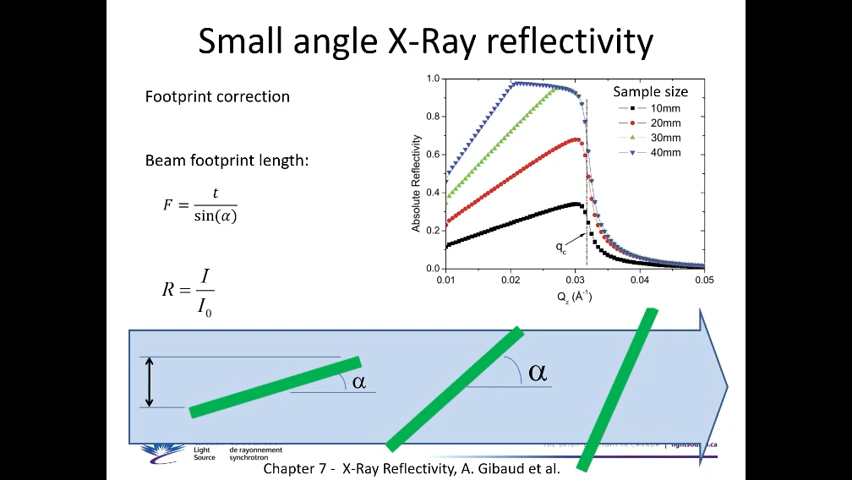 Small angle X-Ray reflectivity
Footprint correction
Beam footprint length:
F = t / sin(α)
R = I / I₀
Absolute Reflectivity
1.0
0.8
0.6
0.4
0.2
0.0
0.01
0.02
0.03
0.04
0.05
Q_z (Å⁻¹)
Sample size
10mm
20mm
30mm
40mm
q_c
α
α
Light
Source
de rayonnement
synchrotron
Chapter 7 - X-Ray Reflectivity, A. Gibaud et al.